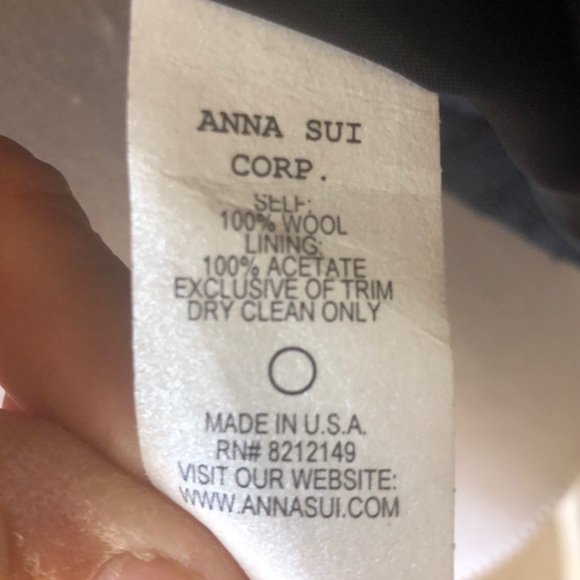 ANNA SUI
CORP.
SELF:
100% WOOL
LINING:
100% ACETATE
EXCLUSIVE OF TRIM
DRY CLEAN ONLY
MADE IN U.S.A.
RN# 8212149
VISIT OUR WEBSITE:
WWW.ANNASUI.COM